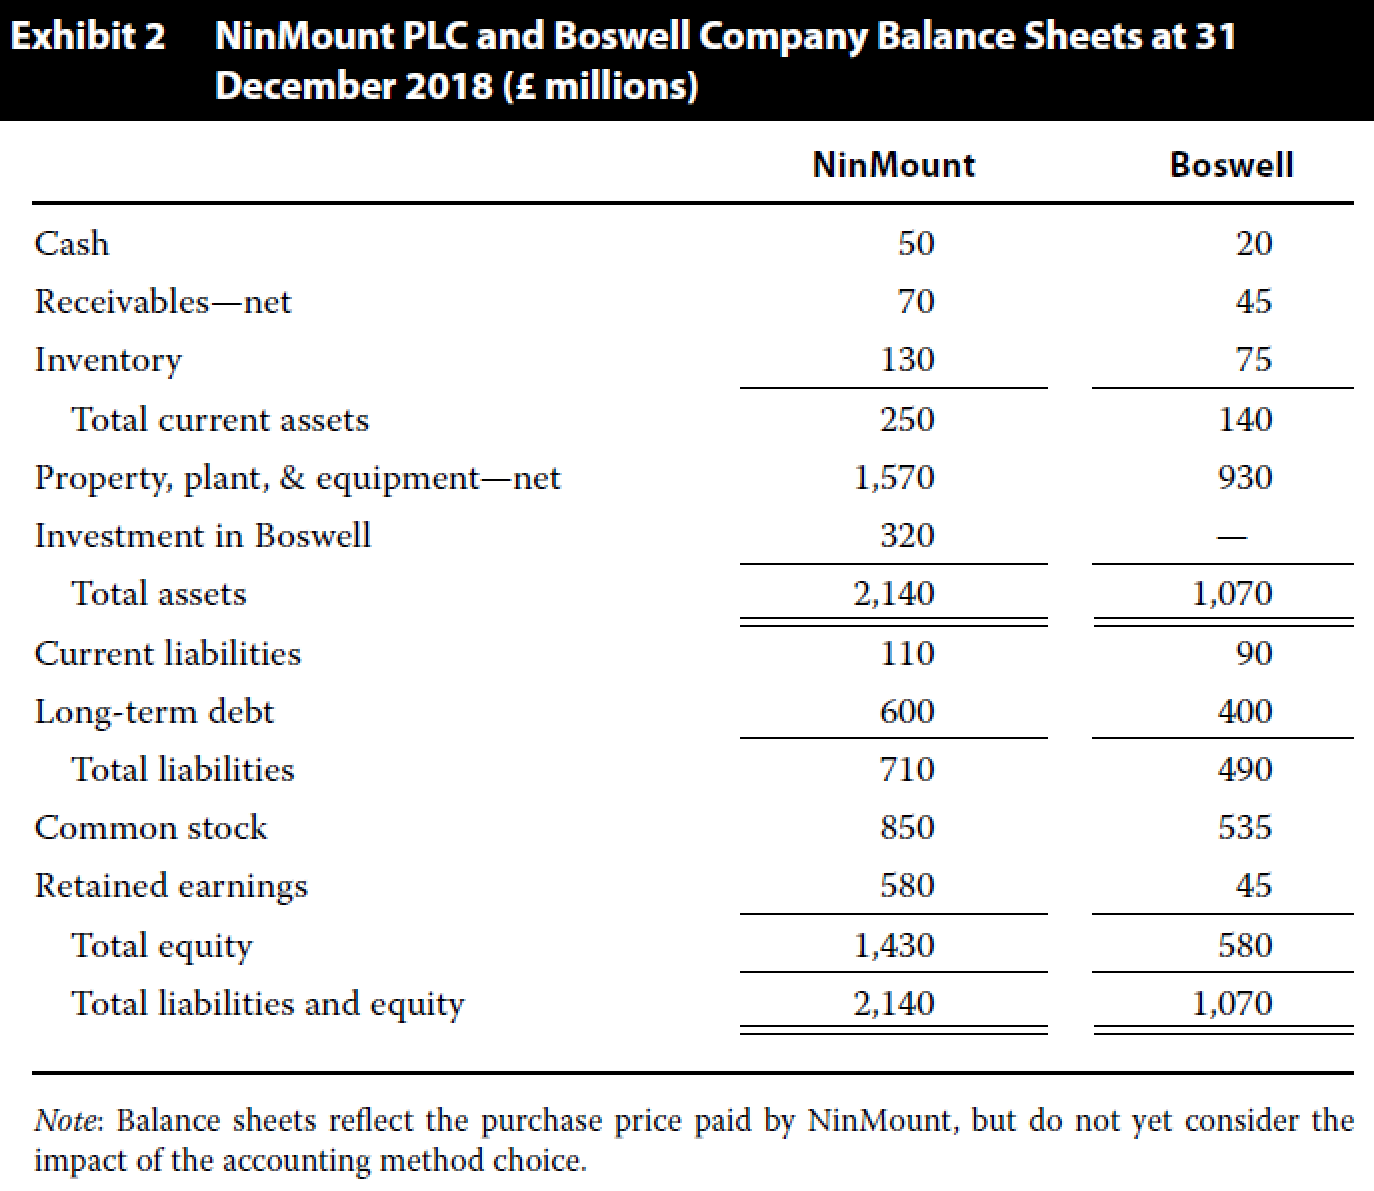 Exhibit 2 NinMount PLC and Boswell Company Balance Sheets at 31
December 2018 (£ millions)
NinMount Boswell
Cash 50 20
Receivables—net 70 45
Inventory 130 75
Total current assets 250 140
Property, plant, & equipment—net 1,570 930
Investment in Boswell 320 —
Total assets 2,140 1,070
Current liabilities 110 90
Long-term debt 600 400
Total liabilities 710 490
Common stock 850 535
Retained earnings 580 45
Total equity 1,430 580
Total liabilities and equity 2,140 1,070
Note: Balance sheets reflect the purchase price paid by NinMount, but do not yet consider the
impact of the accounting method choice.